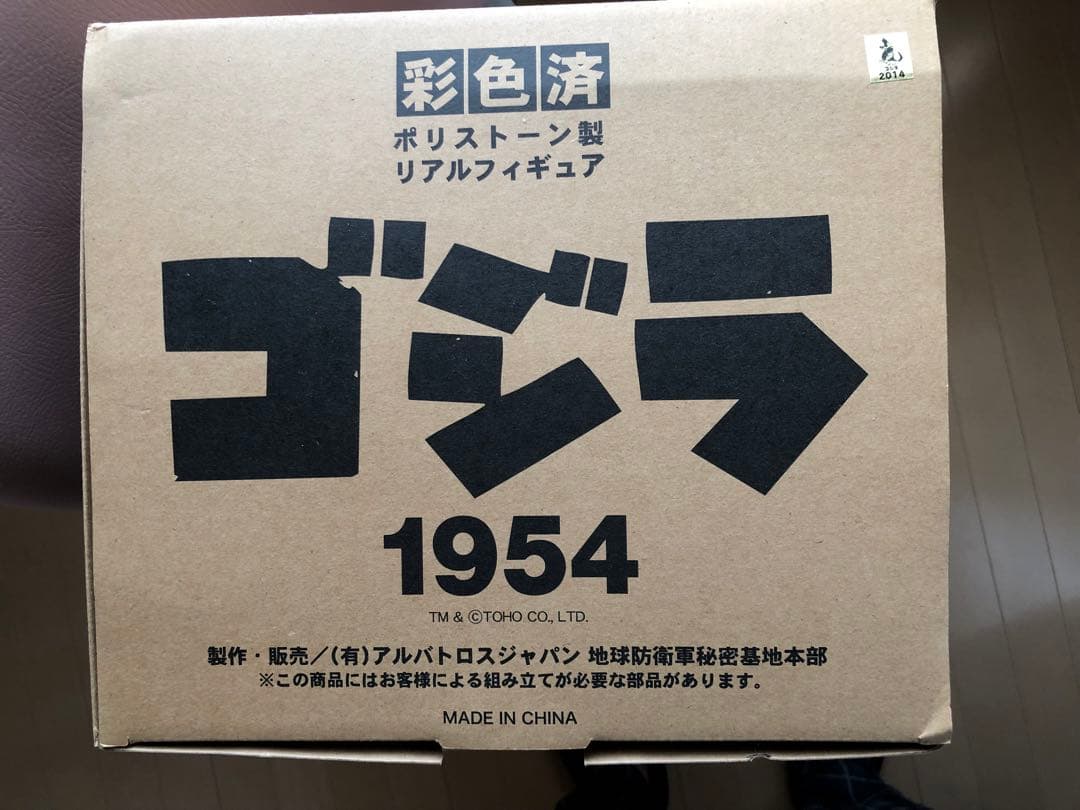 彩色済
ポリストーン製
リアルフィギュア
ゴジラ
1954
TM & ©TOHO CO., LTD.
製作・販売/(有)アルバトロスジャパン 地球防衛軍秘密基地本部
※この商品にはお客様による組み立てが必要な部品があります。
MADE IN CHINA
ゴジラ
2014